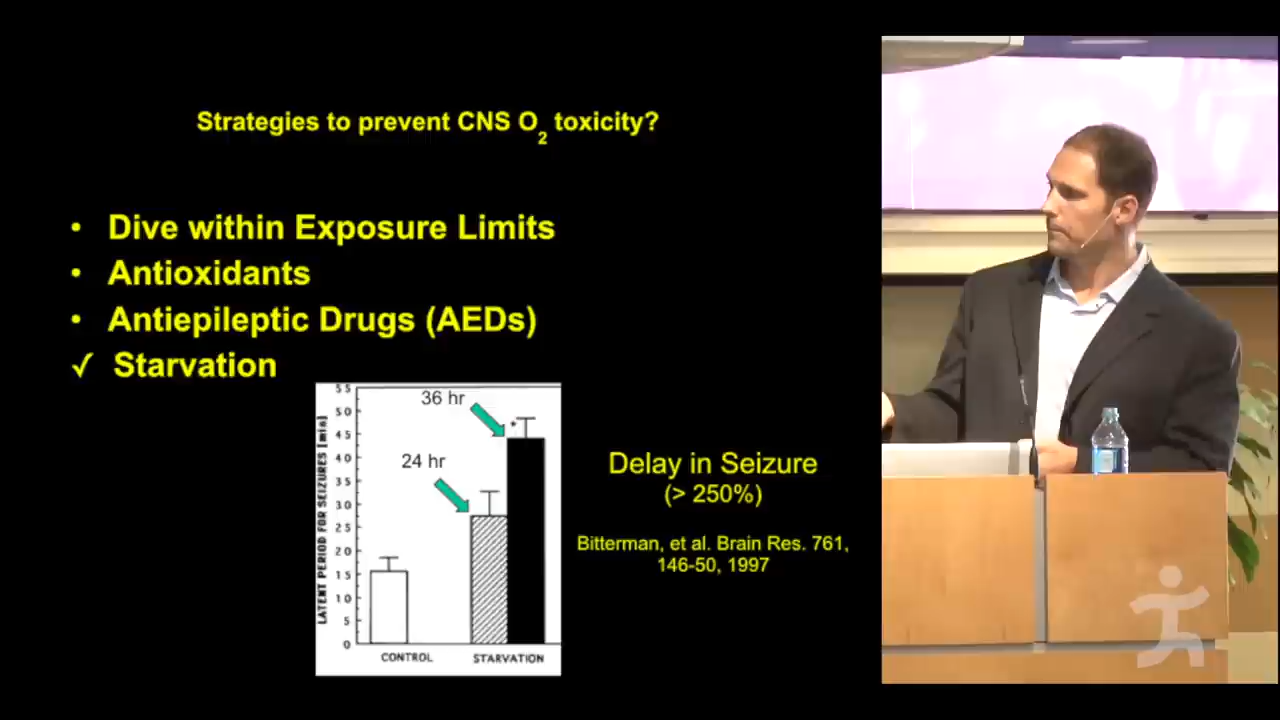 Strategies to prevent CNS O2 toxicity?
• Dive within Exposure Limits
• Antioxidants
• Antiepileptic Drugs (AEDs)
✓ Starvation
LATENT PERIOD FOR SEIZURES [min]
55
50
45
40
35
30
25
20
15
10
5
0
36 hr
*
24 hr
CONTROL STARVATION
Delay in Seizure
(> 250%)
Bitterman, et al. Brain Res. 761,
146-50, 1997